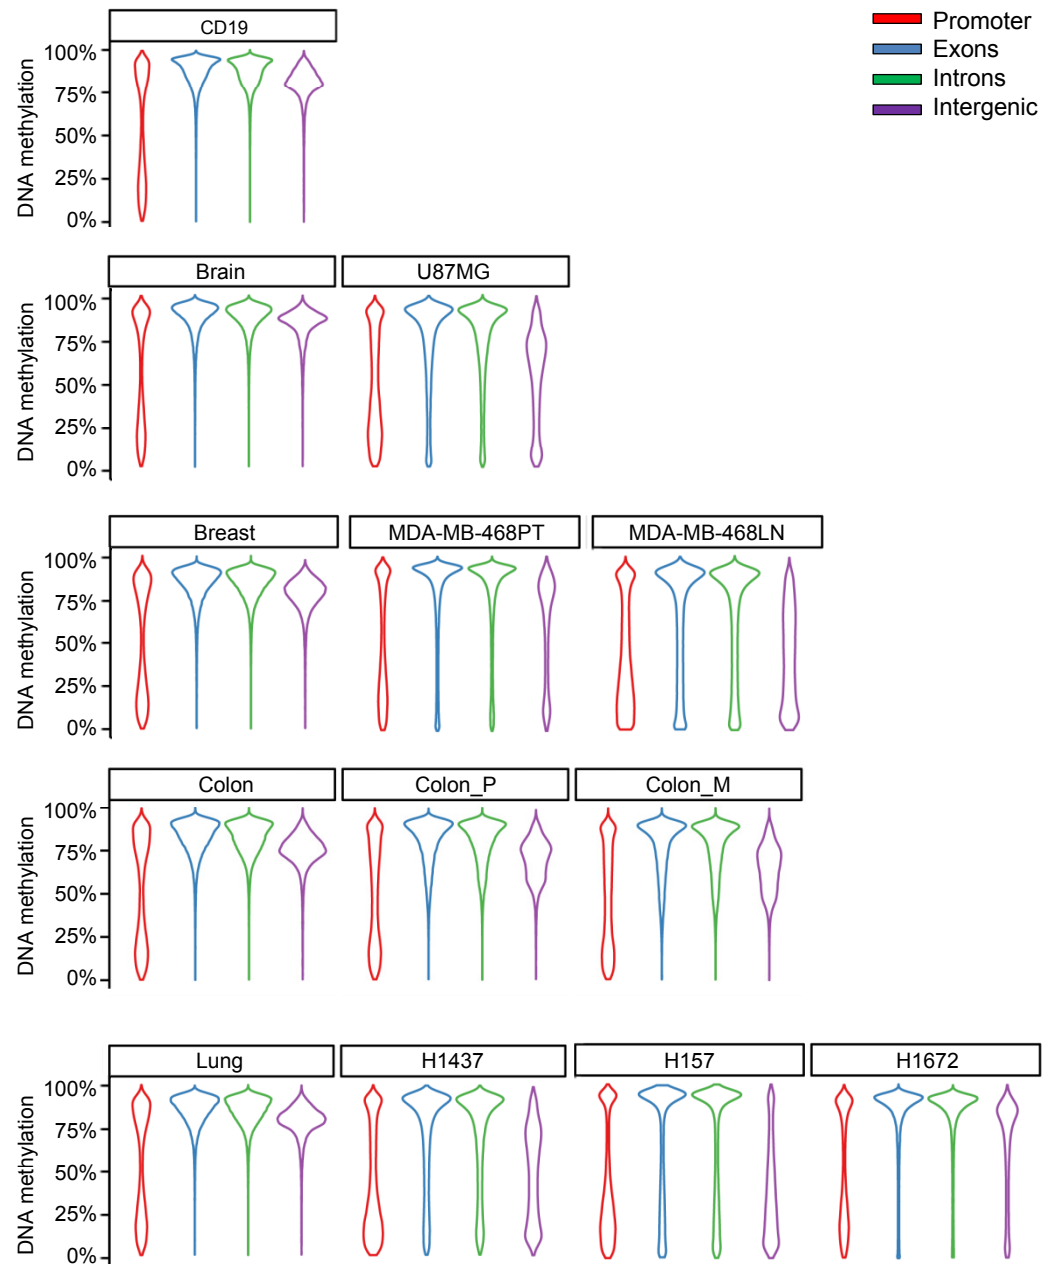 CD19
Promoter
Exons
Introns
Intergenic
DNA methylation
100%
75%
50%
25%
0%
Brain U87MG
DNA methylation
100%
75%
50%
25%
0%
Breast MDA-MB-468PT MDA-MB-468LN
DNA methylation
100%
75%
50%
25%
0%
Colon Colon_P Colon_M
DNA methylation
100%
75%
50%
25%
0%
Lung H1437 H157 H1672
DNA methylation
100%
75%
50%
25%
0%